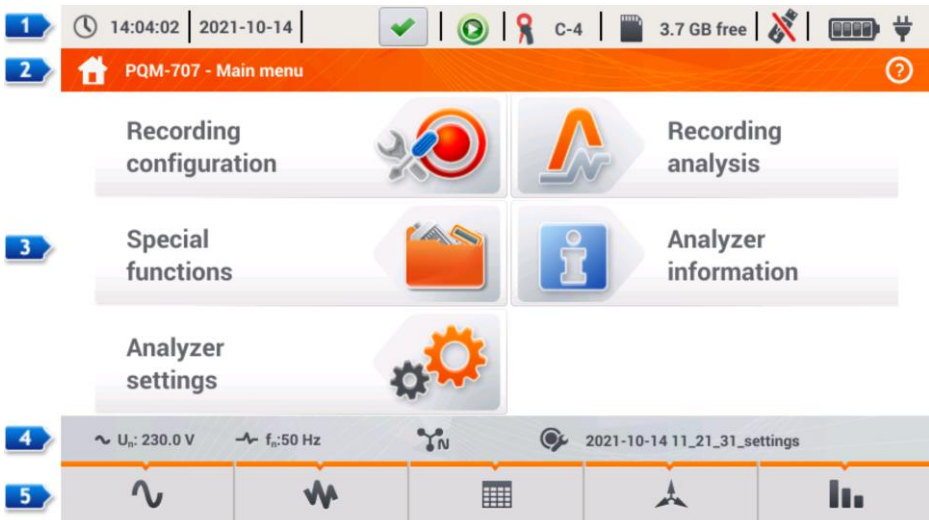 1
14:04:02 2021-10-14 C-4 3.7 GB free
2
PQM-707 - Main menu ?
Recording
configuration
Recording
analysis
3
Special
functions
Analyzer
information
Analyzer
settings
4
Uₙ: 230.0 V fₙ:50 Hz N 2021-10-14 11_21_31_settings
5